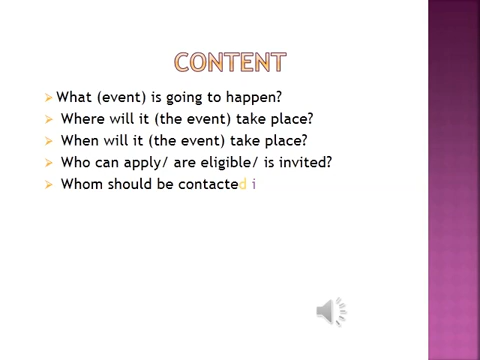 CONTENT
What (event) is going to happen?
Where will it (the event) take place?
When will it (the event) take place?
Who can apply/ are eligible/ is invited?
Whom should be contacted i